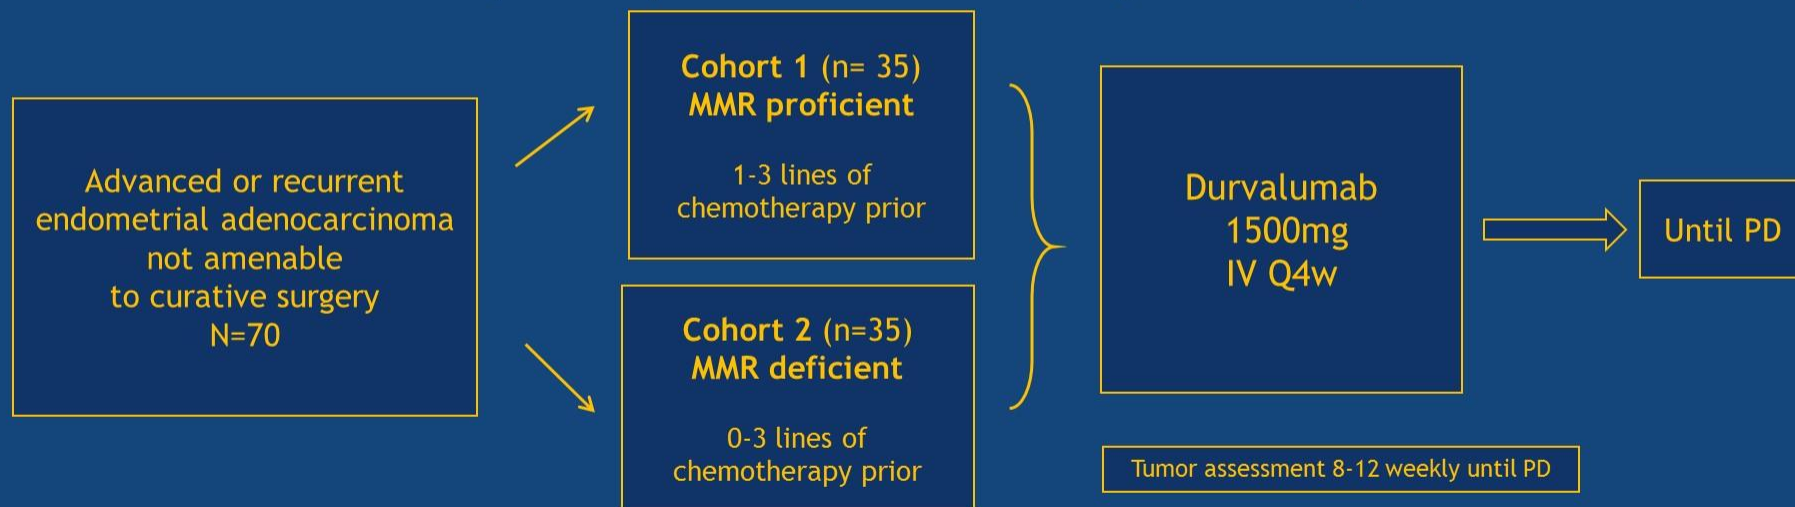 Advanced or recurrent
endometrial adenocarcinoma
not amenable
to curative surgery
N=70
Cohort 1 (n= 35)
MMR proficient
1-3 lines of
chemotherapy prior
Cohort 2 (n=35)
MMR deficient
0-3 lines of
chemotherapy prior
Durvalumab
1500mg
IV Q4w
Until PD
Tumor assessment 8-12 weekly until PD